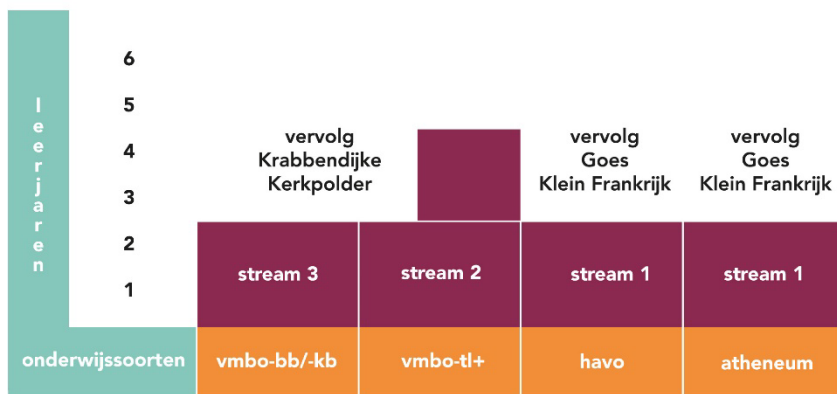 leerjaren
6
5
4
3
2
1
vervolg
Krabbendijke
Kerkpolder
vervolg
Goes
Klein Frankrijk
vervolg
Goes
Klein Frankrijk
stream 3
stream 2
stream 1
stream 1
onderwijssoorten
vmbo-bb/-kb
vmbo-tl+
havo
atheneum